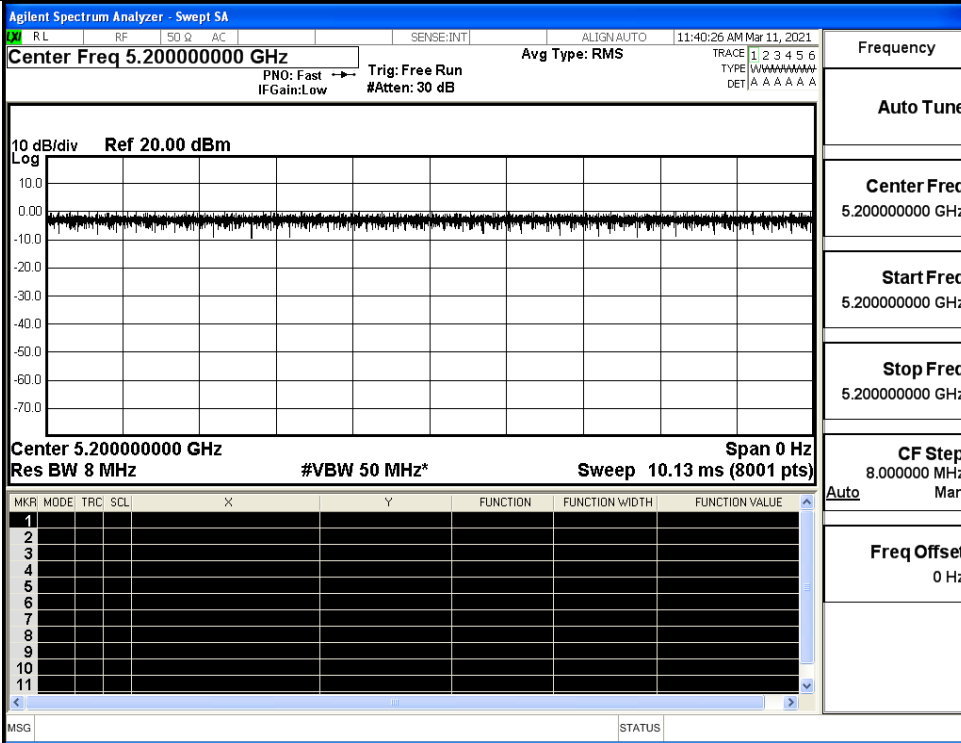 Agilent Spectrum Analyzer - Swept SA
LXI RL RF 50 Ω AC SENSE:INT ALIGN AUTO 11:40:26 AM Mar 11, 2021
Center Freq 5.200000000 GHz Avg Type: RMS TRACE 1 2 3 4 5 6
PNO: Fast Trig: Free Run TYPE WWWWWW
IFGain:Low #Atten: 30 dB DET A A A A A A
10 dB/div Ref 20.00 dBm
Log
10.0
0.00
-10.0
-20.0
-30.0
-40.0
-50.0
-60.0
-70.0
Center 5.200000000 GHz Span 0 Hz
Res BW 8 MHz #VBW 50 MHz* Sweep 10.13 ms (8001 pts)
MKR MODE TRC SCL X Y FUNCTION FUNCTION WIDTH FUNCTION VALUE
1
2
3
4
5
6
7
8
9
10
11
MSG STATUS
Frequency
Auto Tune
Center Freq
5.200000000 GHz
Start Freq
5.200000000 GHz
Stop Freq
5.200000000 GHz
CF Step
8.000000 MHz
Auto Man
Freq Offset
0 Hz